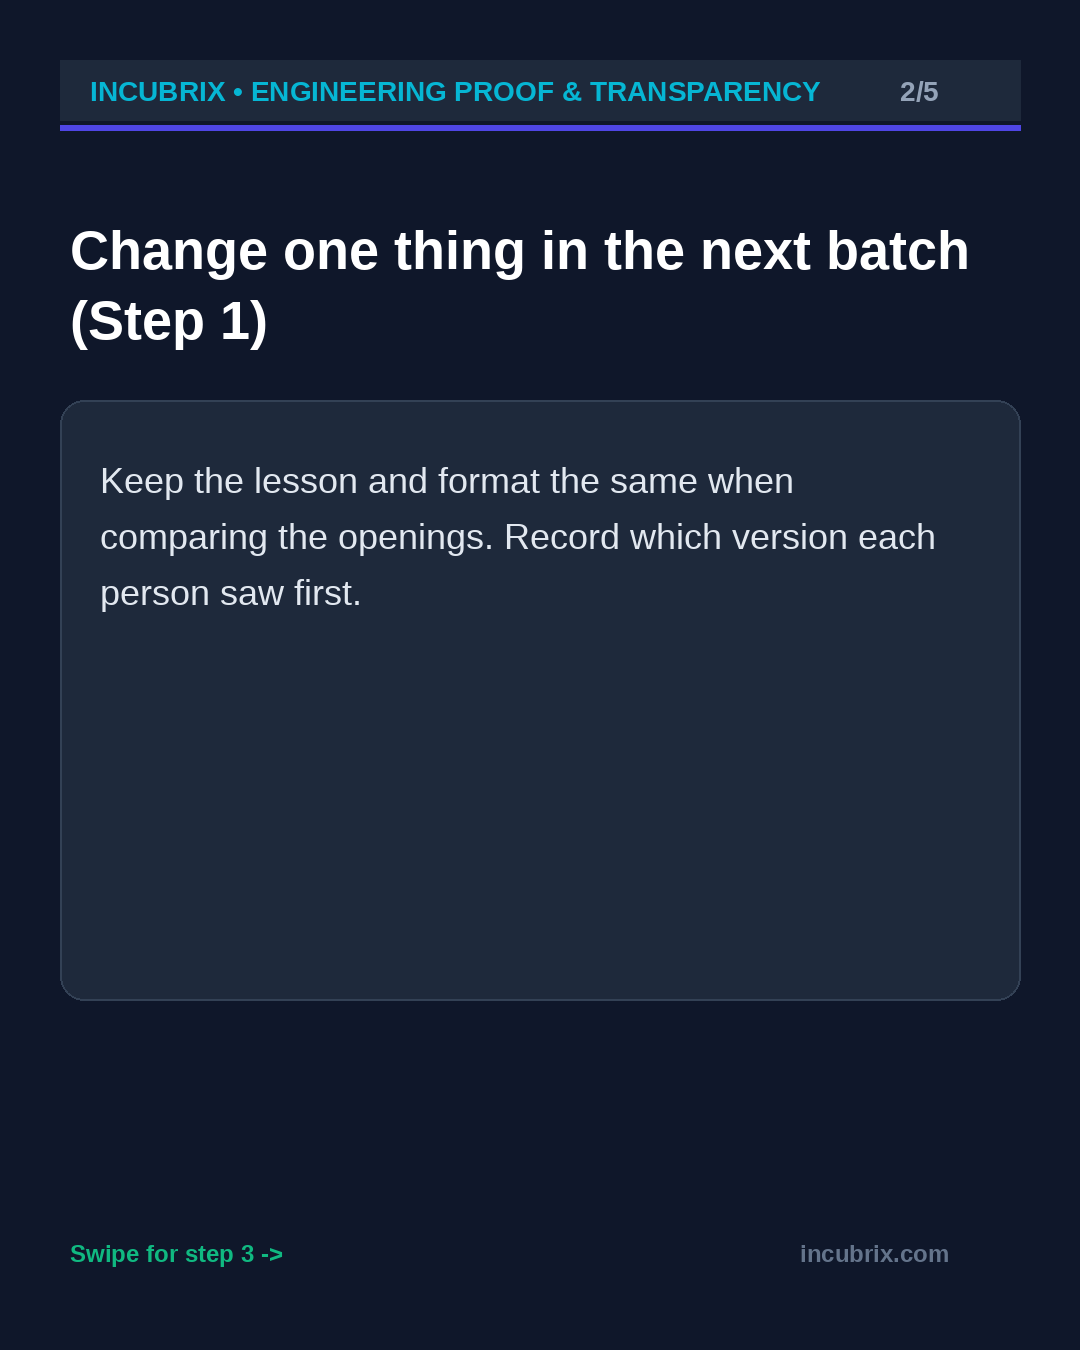 INCUBRIX • ENGINEERING PROOF & TRANSPARENCY 2/5
Change one thing in the next batch
(Step 1)
Keep the lesson and format the same when
comparing the openings. Record which version each
person saw first.
Swipe for step 3 -> incubrix.com